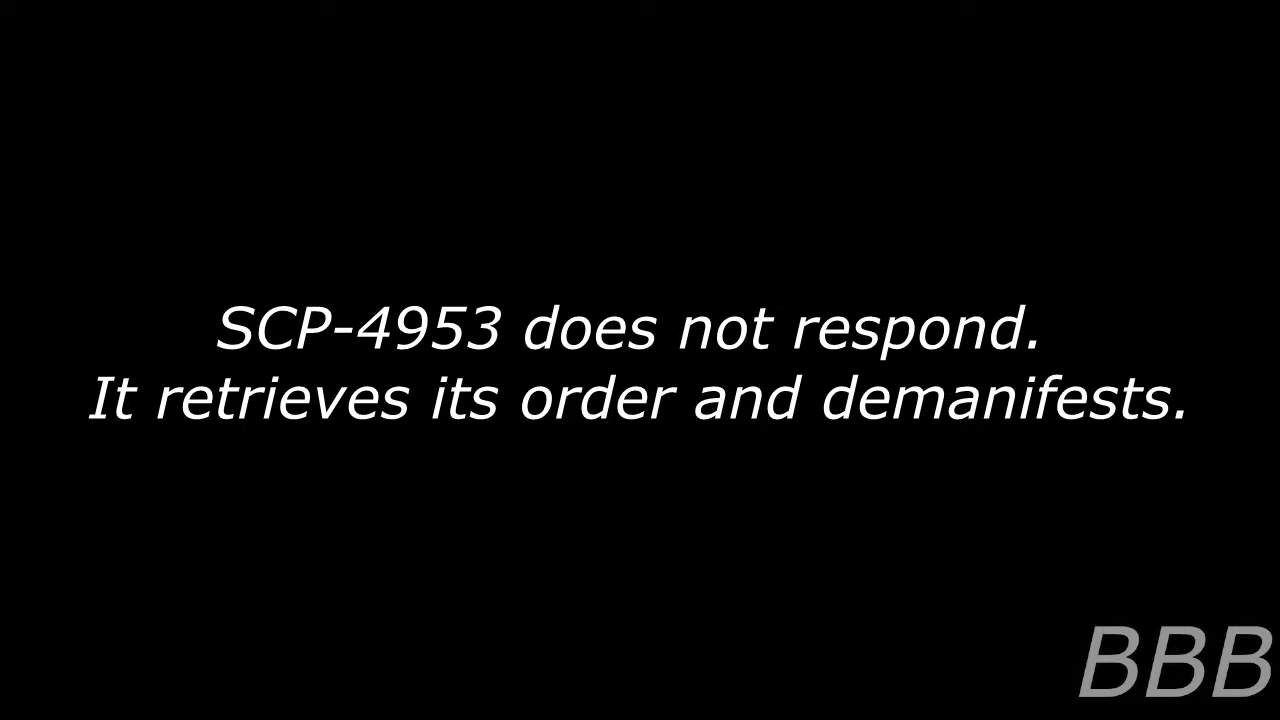 SCP-4953 does not respond.
It retrieves its order and demanifests.
BBB